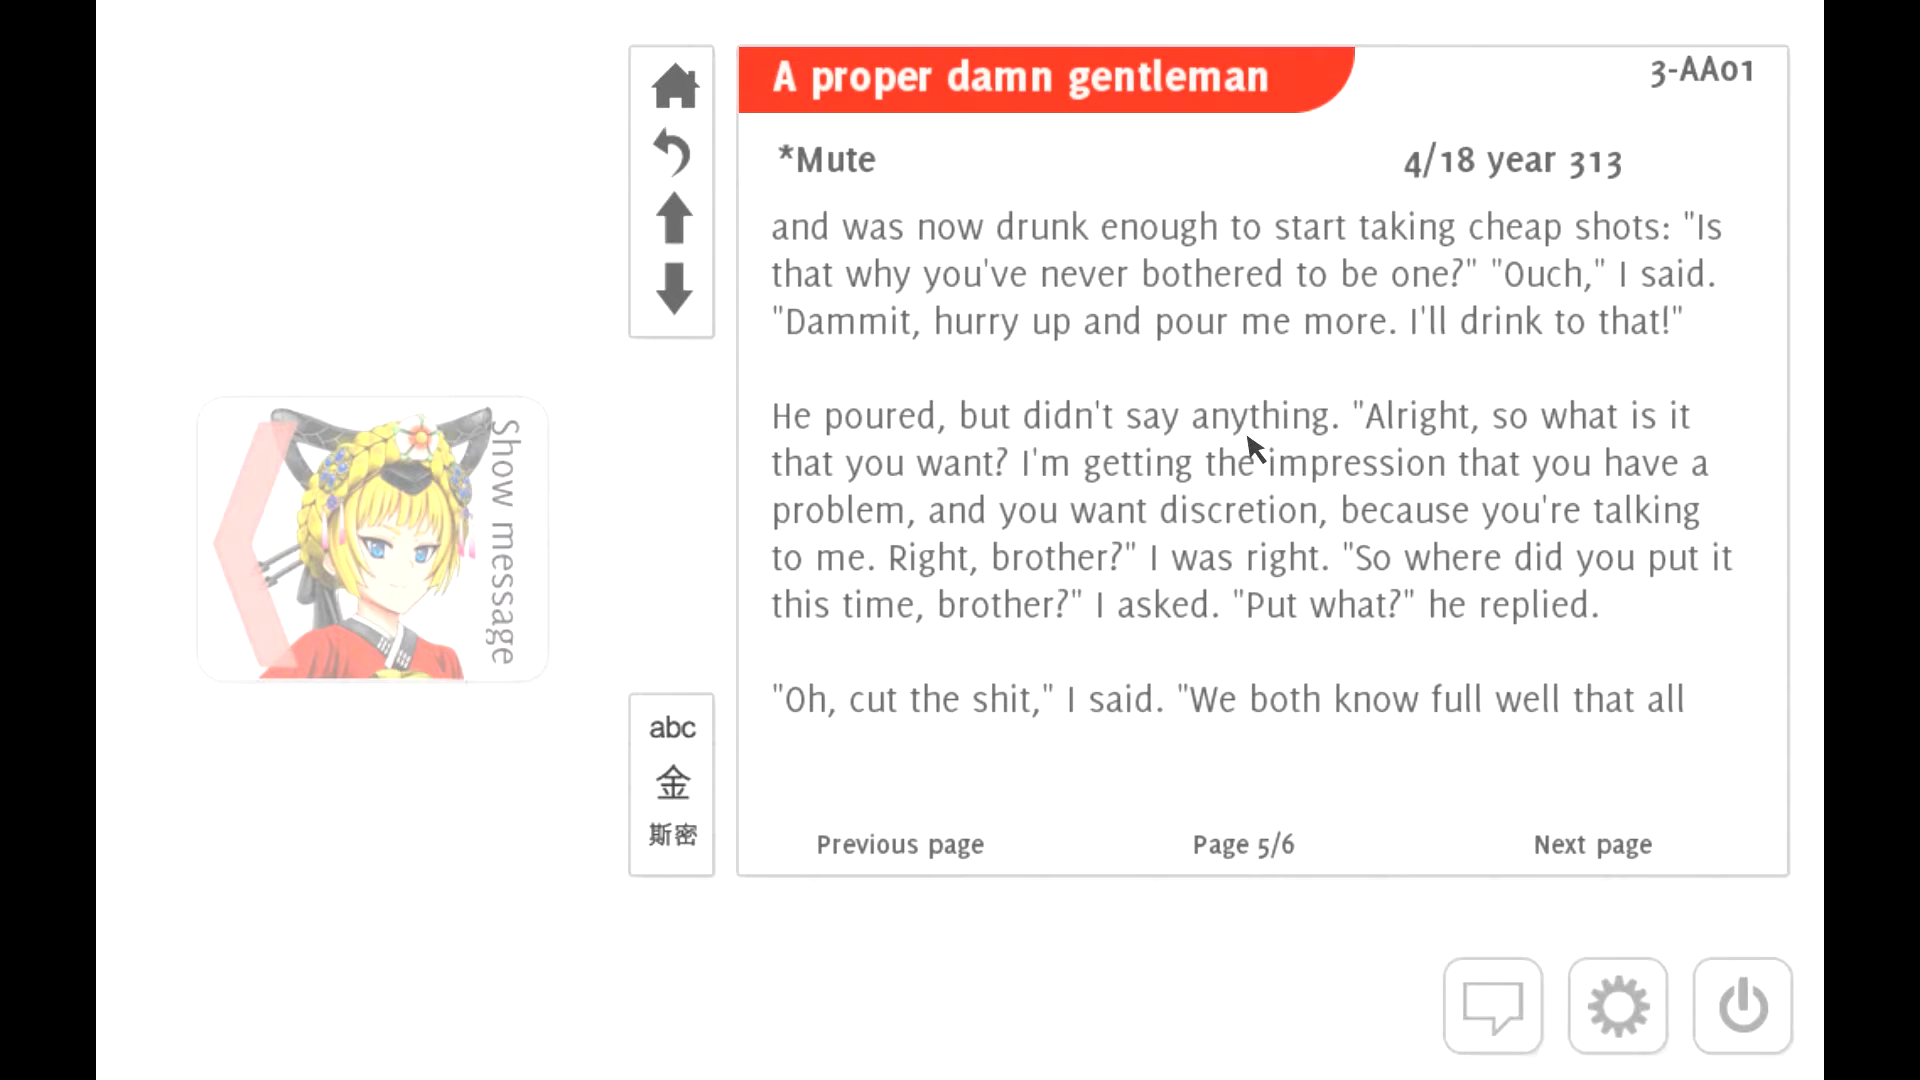 A proper damn gentleman
3-AA01
*Mute
4/18 year 313
and was now drunk enough to start taking cheap shots: "Is
that why you've never bothered to be one?" "Ouch," I said.
"Dammit, hurry up and pour me more. I'll drink to that!"
He poured, but didn't say anything. "Alright, so what is it
that you want? I'm getting the impression that you have a
problem, and you want discretion, because you're talking
to me. Right, brother?" I was right. "So where did you put it
this time, brother?" I asked. "Put what?" he replied.
"Oh, cut the shit," I said. "We both know full well that all
Previous page
Page 5/6
Next page
Show message
abc
金
斯密